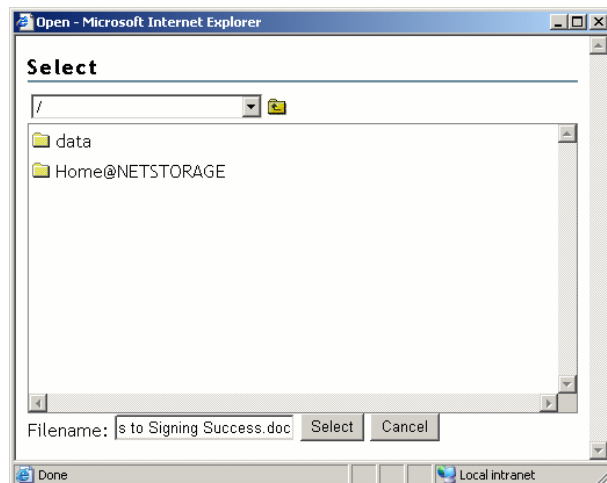 Open - Microsoft Internet Explorer
Select
/
data
Home@NETSTORAGE
Filename: s to Signing Success.doc Select Cancel
Done Local intranet